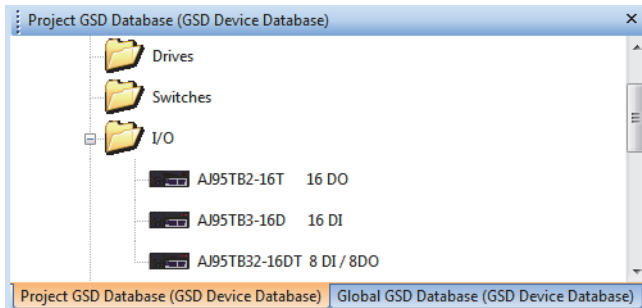 Project GSD Database (GSD Device Database)
Drives
Switches
I/O
AJ95TB2-16T 16 DO
AJ95TB3-16D 16 DI
AJ95TB32-16DT 8 DI / 8DO
Project GSD Database (GSD Device Database) Global GSD Database (GSD Device Database)